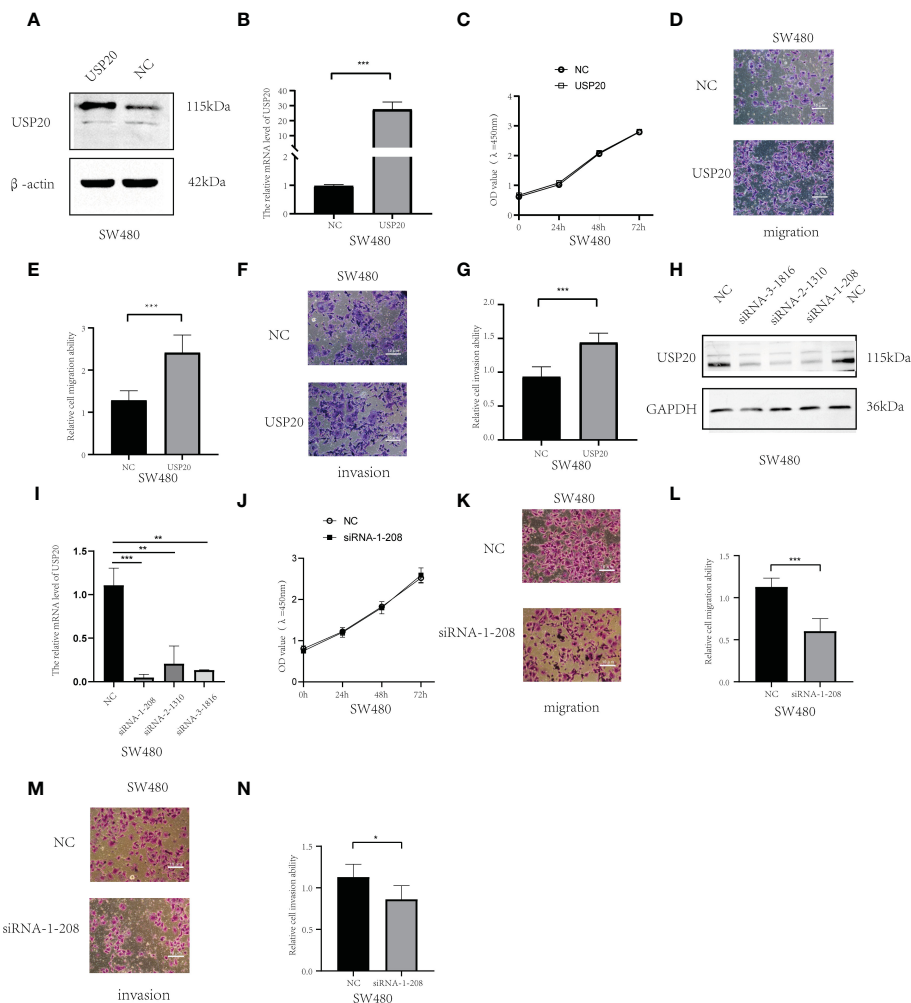 A
USP20
NC
USP20
115kDa
β-actin
42kDa
SW480
B
***
The relative mRNA level of USP20
40
30
20
10
2
1
0
NC
USP20
SW480
C
NC
USP20
OD value ( λ=450nm)
4
3
2
1
0
0
24h
48h
72h
SW480
D
SW480
NC
USP20
migration
E
***
Relative cell migration ability
3
2
1
0
NC
USP20
SW480
F
SW480
NC
USP20
invasion
G
***
Relative cell invasion ability
2.0
1.5
1.0
0.5
0.0
NC
USP20
SW480
H
NC
siRNA-3-1816
siRNA-2-1310
siRNA-1-208
NC
USP20
115kDa
GAPDH
36kDa
SW480
I
**
**
***
The relative mRNA level of USP20
1.5
1.0
0.5
0.0
NC
siRNA-1-208
siRNA-2-1310
siRNA-3-1816
SW480
J
NC
siRNA-1-208
OD value ( λ=450nm)
3
2
1
0
0h
24h
48h
72h
SW480
K
SW480
NC
siRNA-1-208
migration
L
***
Relative cell migration ability
1.5
1.0
0.5
0.0
NC
siRNA-1-208
SW480
M
SW480
NC
siRNA-1-208
invasion
N
*
Relative cell invasion ability
1.5
1.0
0.5
0.0
NC
siRNA-1-208
SW480